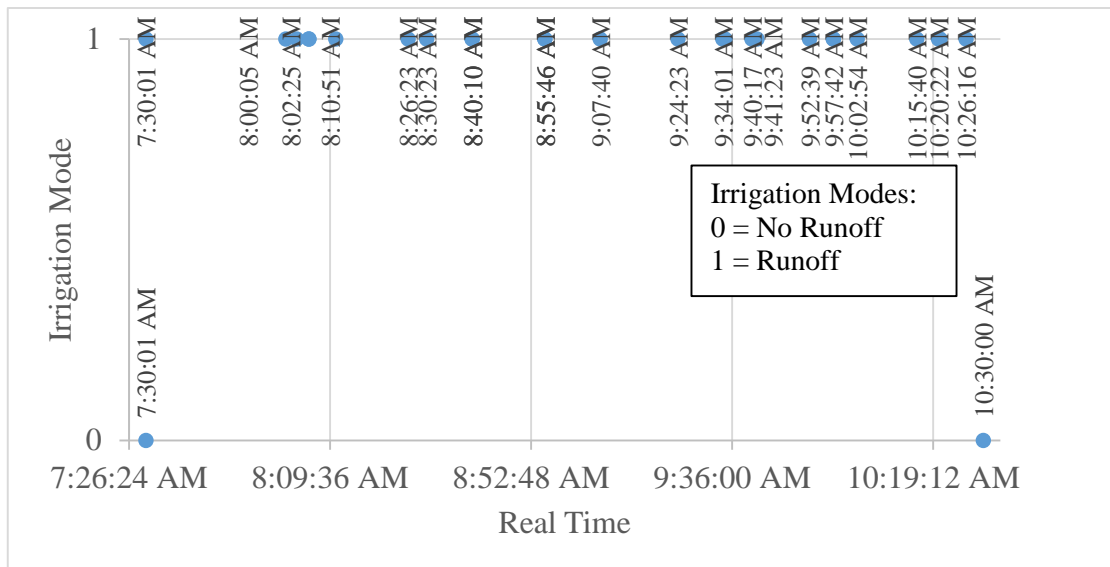 1
7:30:01 AM
8:00:05 AM
8:02:25 AM
8:10:51 AM
8:26:23 AM
8:30:23 AM
8:40:10 AM
8:55:46 AM
9:07:40 AM
9:24:23 AM
9:34:01 AM
9:40:17 AM
9:41:23 AM
9:52:39 AM
9:57:42 AM
10:02:54 AM
10:15:40 AM
10:20:22 AM
10:26:16 AM
Irrigation Mode
Irrigation Modes:
0 = No Runoff
1 = Runoff
7:30:01 AM
10:30:00 AM
0
7:26:24 AM
8:09:36 AM
8:52:48 AM
9:36:00 AM
10:19:12 AM
Real Time